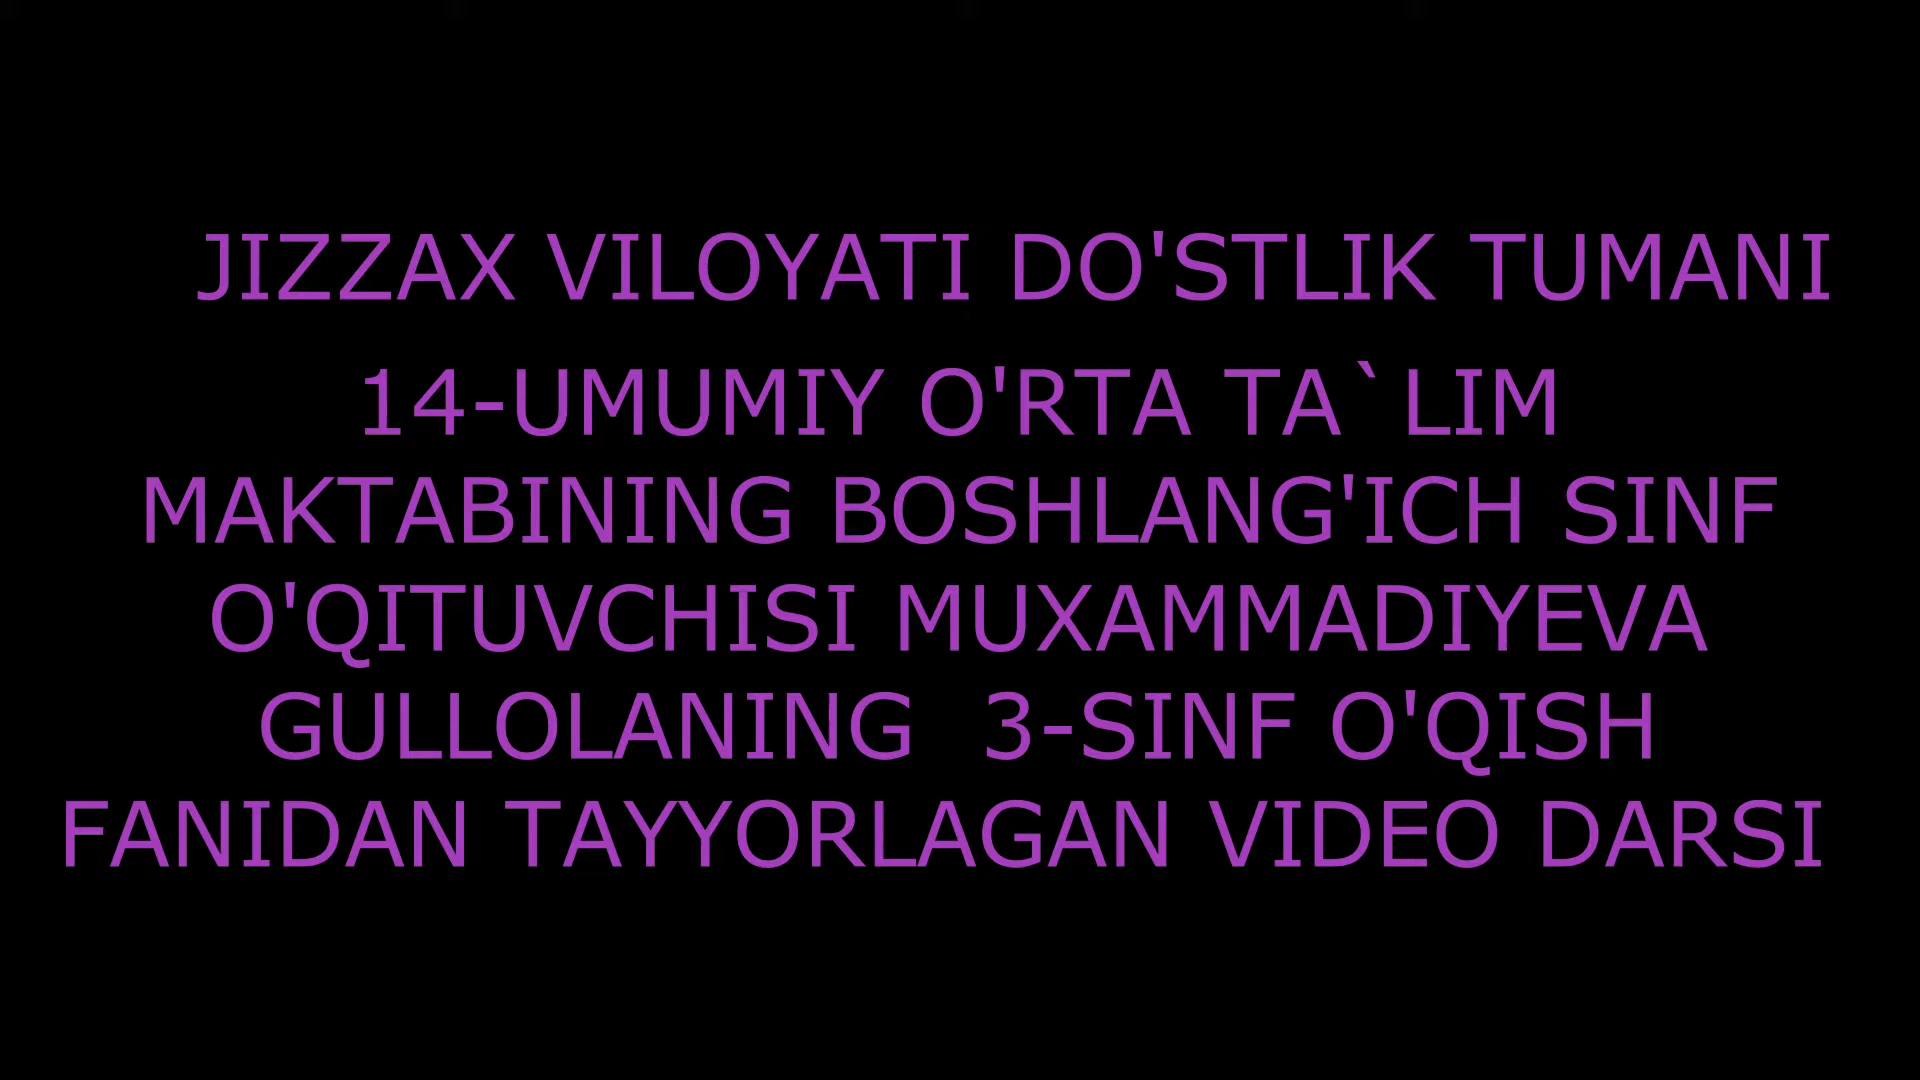 JIZZAX VILOYATI DO'STLIK TUMANI
14-UMUMIY O'RTA TA`LIM
MAKTABINING BOSHLANG'ICH SINF
O'QITUVCHISI MUXAMMADIYEVA
GULLOLANING  3-SINF O'QISH
FANIDAN TAYYORLAGAN VIDEO DARSI